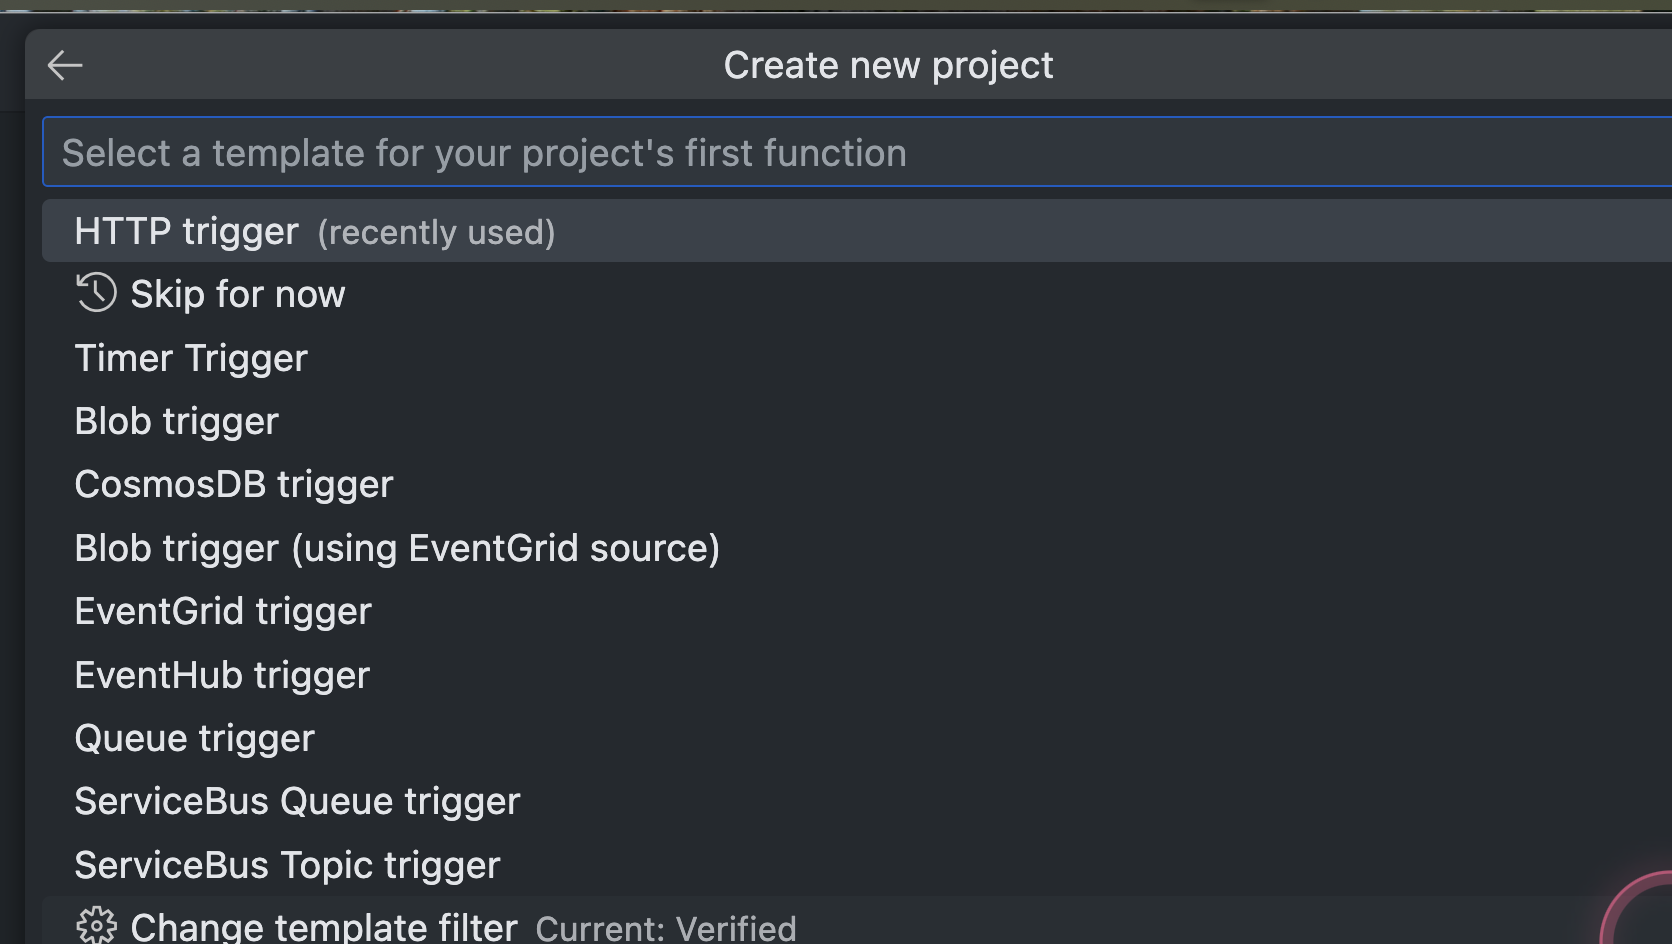 Create new project
Select a template for your project's first function
HTTP trigger (recently used)
Skip for now
Timer Trigger
Blob trigger
CosmosDB trigger
Blob trigger (using EventGrid source)
EventGrid trigger
EventHub trigger
Queue trigger
ServiceBus Queue trigger
ServiceBus Topic trigger
Change template filter Current: Verified